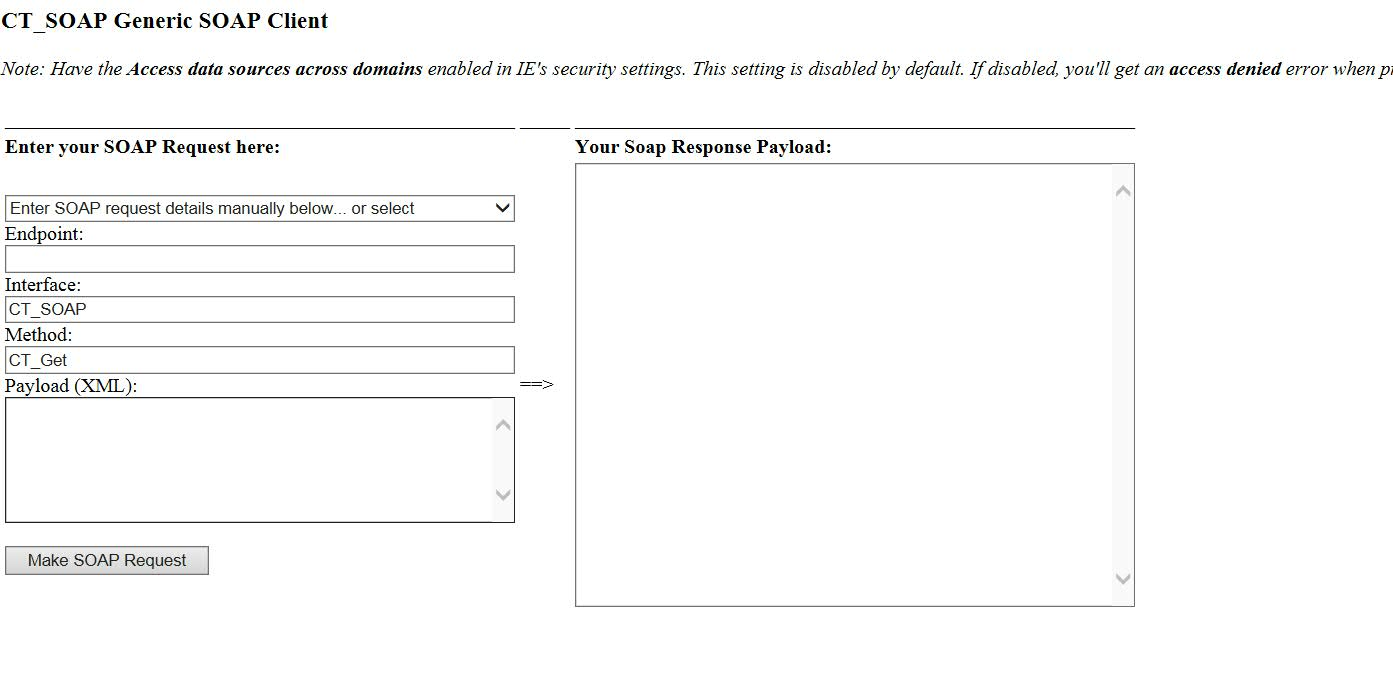 CT_SOAP Generic SOAP Client
Note: Have the Access data sources across domains enabled in IE's security settings. This setting is disabled by default. If disabled, you'll get an access denied error when
Enter your SOAP Request here:
Enter SOAP request details manually below... or select
Endpoint:
Interface:
CT_SOAP
Method:
CT_Get
Payload (XML):
Make SOAP Request
==>
Your Soap Response Payload: